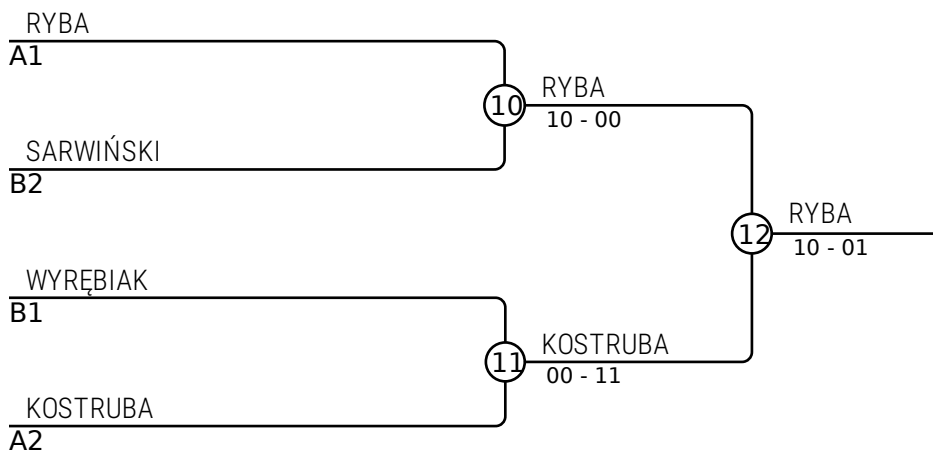 RYBA
A1
10
RYBA
10 - 00
SARWIŃSKI
B2
12
RYBA
10 - 01
WYRĘBIAK
B1
11
KOSTRUBA
00 - 11
KOSTRUBA
A2